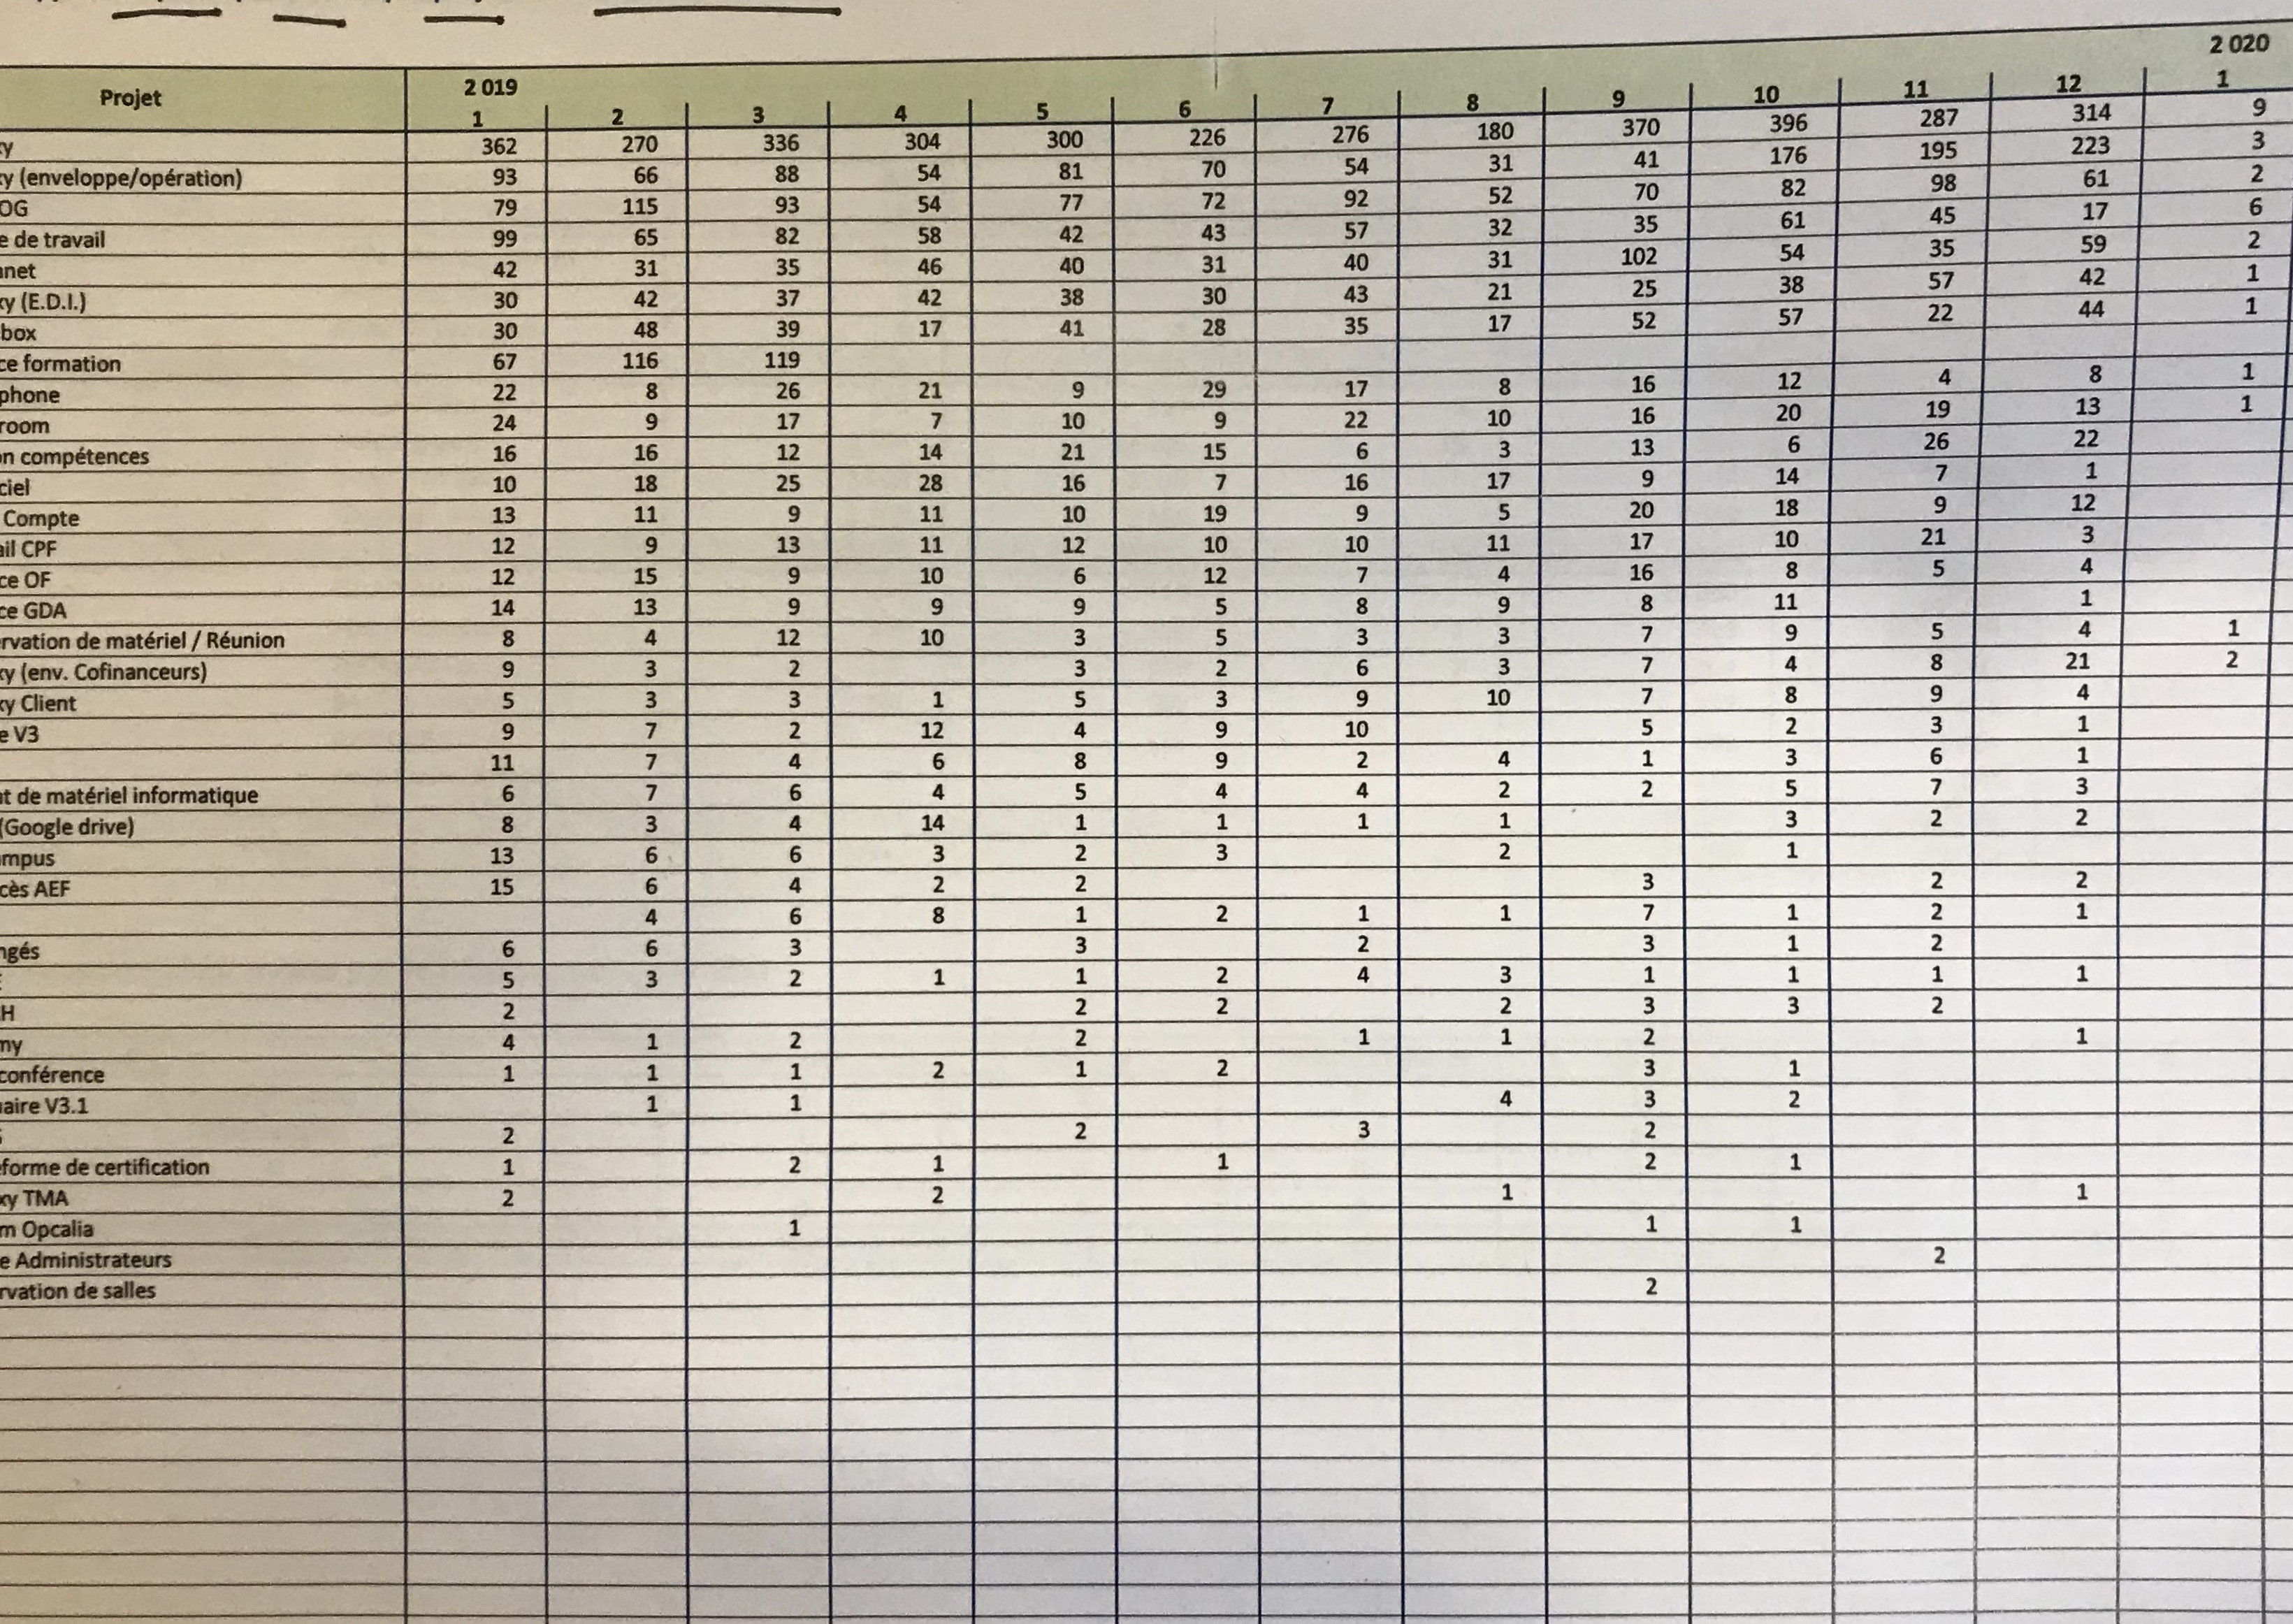 2 019 2 020
Projet 1 2 3 4 5 6 7 8 9 10 11 12 1
y 362 270 336 304 300 226 276 180 370 396 287 314 9
y (enveloppe/opération) 93 66 88 54 81 70 54 31 41 176 195 223 3
OG 79 115 93 54 77 72 92 52 70 82 98 61 2
e de travail 99 65 82 58 42 43 57 32 35 61 45 17 6
net 42 31 35 46 40 31 40 31 102 54 35 59 2
y (E.D.I.) 30 42 37 42 38 30 43 21 25 38 57 42 1
box 30 48 39 17 41 28 35 17 52 57 22 44 1
ce formation 67 116 119
phone 22 8 26 21 9 29 17 8 16 12 4 8 1
room 24 9 17 7 10 9 22 10 16 20 19 13 1
on compétences 16 16 12 14 21 15 6 3 13 6 26 22
ciel 10 18 25 28 16 7 16 17 9 14 7 1
Compte 13 11 9 11 10 19 9 5 20 18 9 12
ail CPF 12 9 13 11 12 10 10 11 17 10 21 3
ce OF 12 15 9 10 6 12 7 4 16 8 5 4
ce GDA 14 13 9 9 9 5 8 9 8 11 1
rvation de matériel / Réunion 8 4 12 10 3 5 3 3 7 9 5 4 1
xy (env. Cofinanceurs) 9 3 2 3 2 6 3 7 4 8 21 2
xy Client 5 3 3 1 5 3 9 10 7 8 9 4
e V3 9 7 2 12 4 9 10 5 2 3 1
11 7 4 6 8 9 2 4 1 3 6 1
t de matériel informatique 6 7 6 4 5 4 4 2 2 5 7 3
(Google drive) 8 3 4 14 1 1 1 1 3 2 2
mpus 13 6 6 3 2 3 2 1
cès AEF 15 6 4 2 2 3 2 2
4 6 8 1 2 1 1 7 1 2 1
ngés 6 6 3 3 2 3 1 2
5 3 2 1 1 2 4 3 1 1 1 1
H 2 2 2 2 3 3 2
my 4 1 2 2 1 1 2 1
conférence 1 1 1 2 1 2 3 1
aire V3.1 1 1 4 3 2
2 2 3 2
forme de certification 1 2 1 1 2 1
xy TMA 2 2 1 1
m Opcalia 1 1 1
e Administrateurs 2
rvation de salles 2